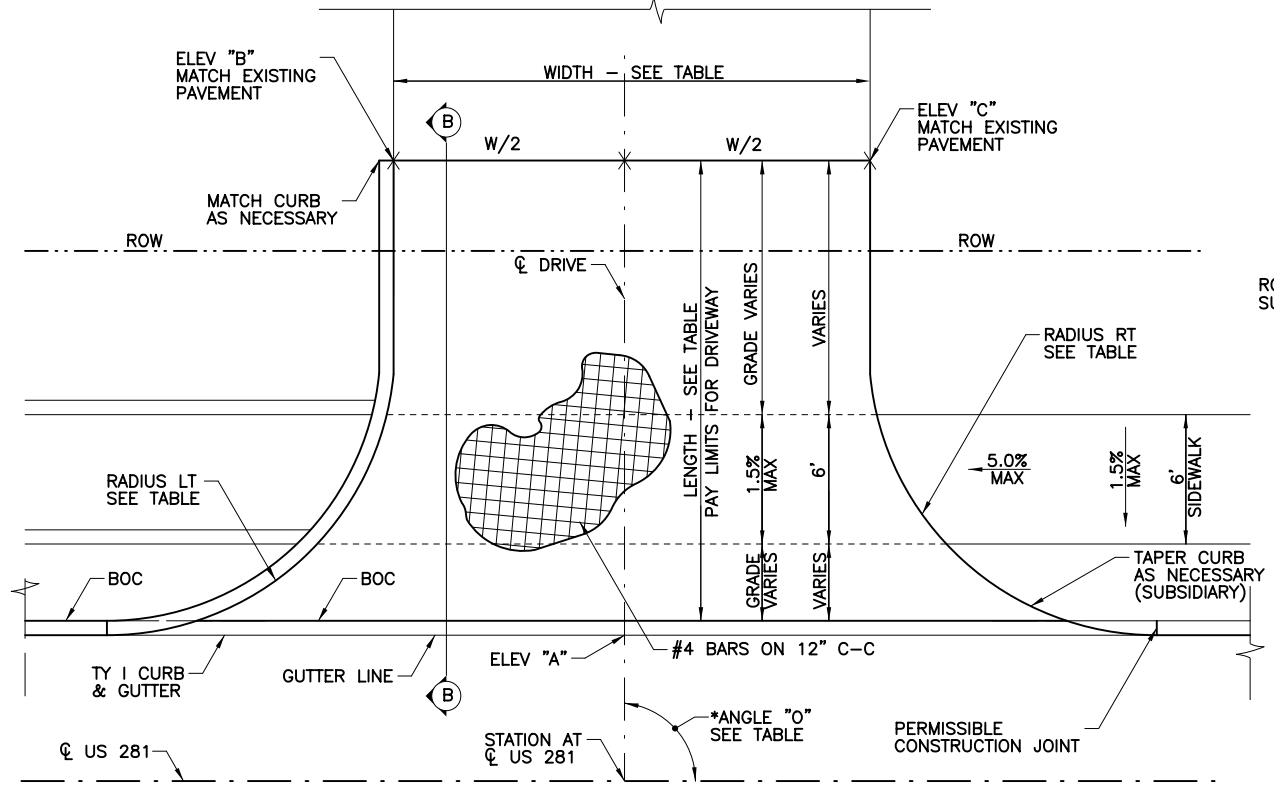 ELEV "B"
MATCH EXISTING
PAVEMENT
WIDTH - SEE TABLE
ELEV "C"
MATCH EXISTING
PAVEMENT
B
W/2
W/2
MATCH CURB
AS NECESSARY
ROW
ROW
℄ DRIVE
LENGTH - SEE TABLE
PAY LIMITS FOR DRIVEWAY
GRADE VARIES
VARIES
RADIUS RT
SEE TABLE
RADIUS LT
SEE TABLE
1.5%
MAX
6'
5.0%
MAX
1.5%
MAX
6'
SIDEWALK
BOC
BOC
GRADE
VARIES
VARIES
TAPER CURB
AS NECESSARY
(SUBSIDIARY)
TY I CURB
& GUTTER
GUTTER LINE
ELEV "A"
#4 BARS ON 12" C-C
B
*ANGLE "O"
SEE TABLE
PERMISSIBLE
CONSTRUCTION JOINT
℄ US 281
STATION AT
℄ US 281